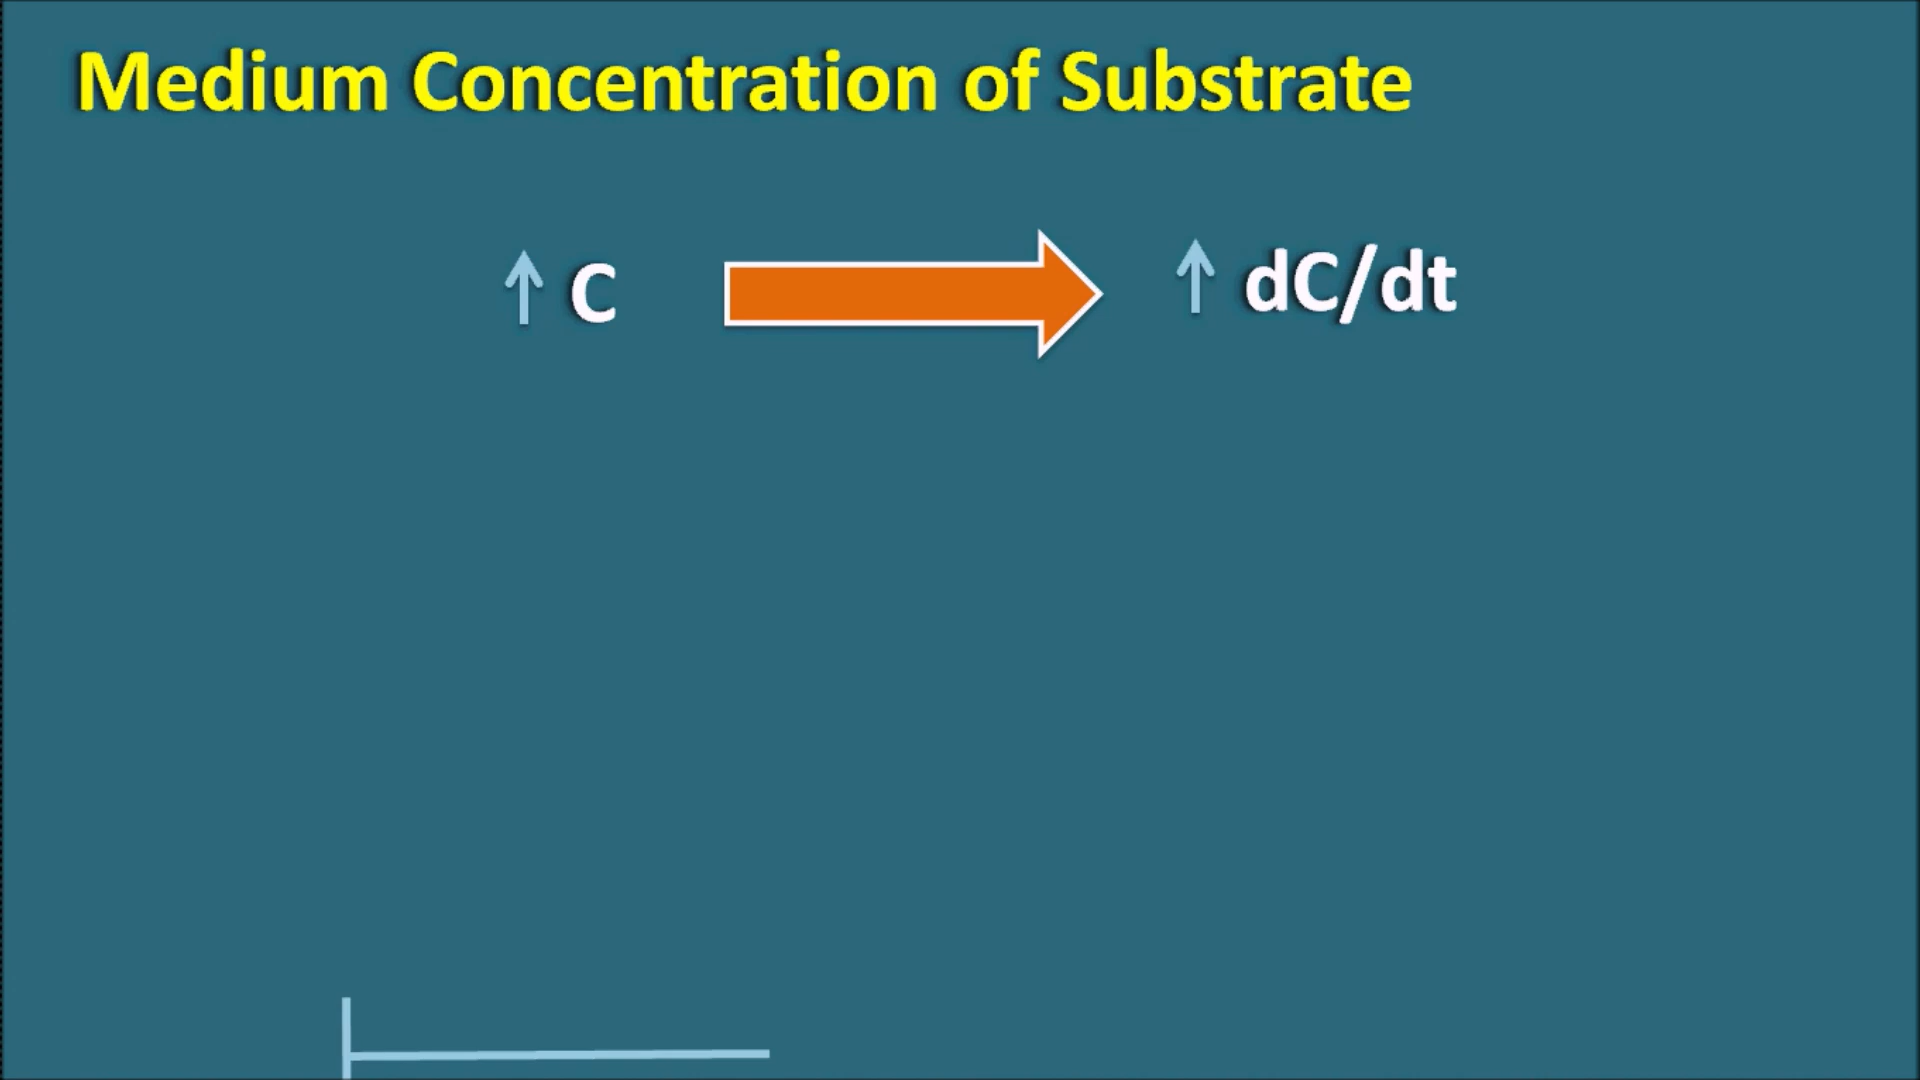 Medium Concentration of Substrate
↑ C ↑ dC/dt